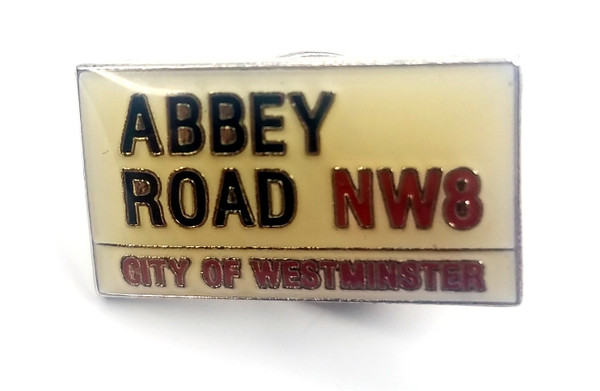 ABBEY
ROAD NW8
CITY OF WESTMINSTER